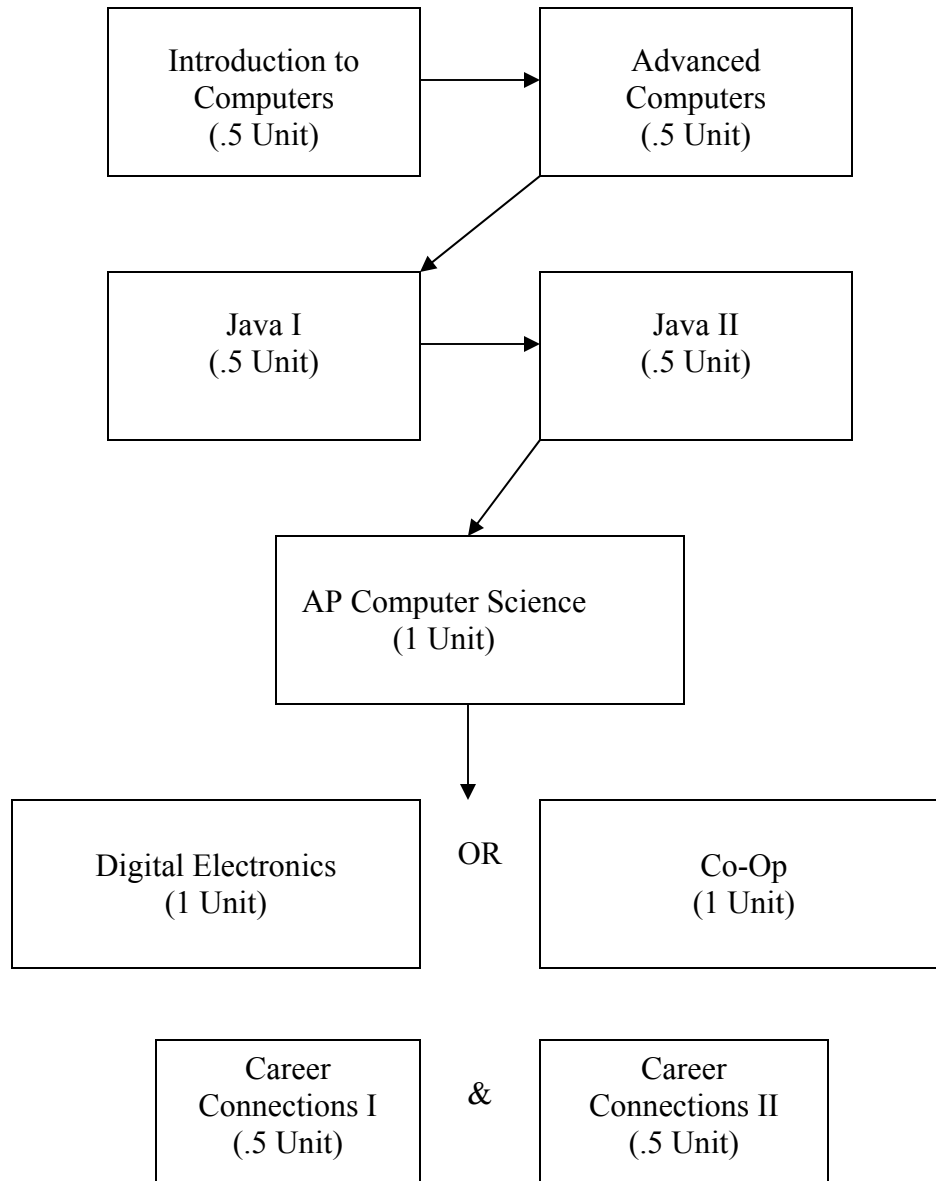 Introduction to
Computers
(.5 Unit)
Advanced
Computers
(.5 Unit)
Java I
(.5 Unit)
Java II
(.5 Unit)
AP Computer Science
(1 Unit)
Digital Electronics
(1 Unit)
OR
Co-Op
(1 Unit)
Career
Connections I
(.5 Unit)
&
Career
Connections II
(.5 Unit)